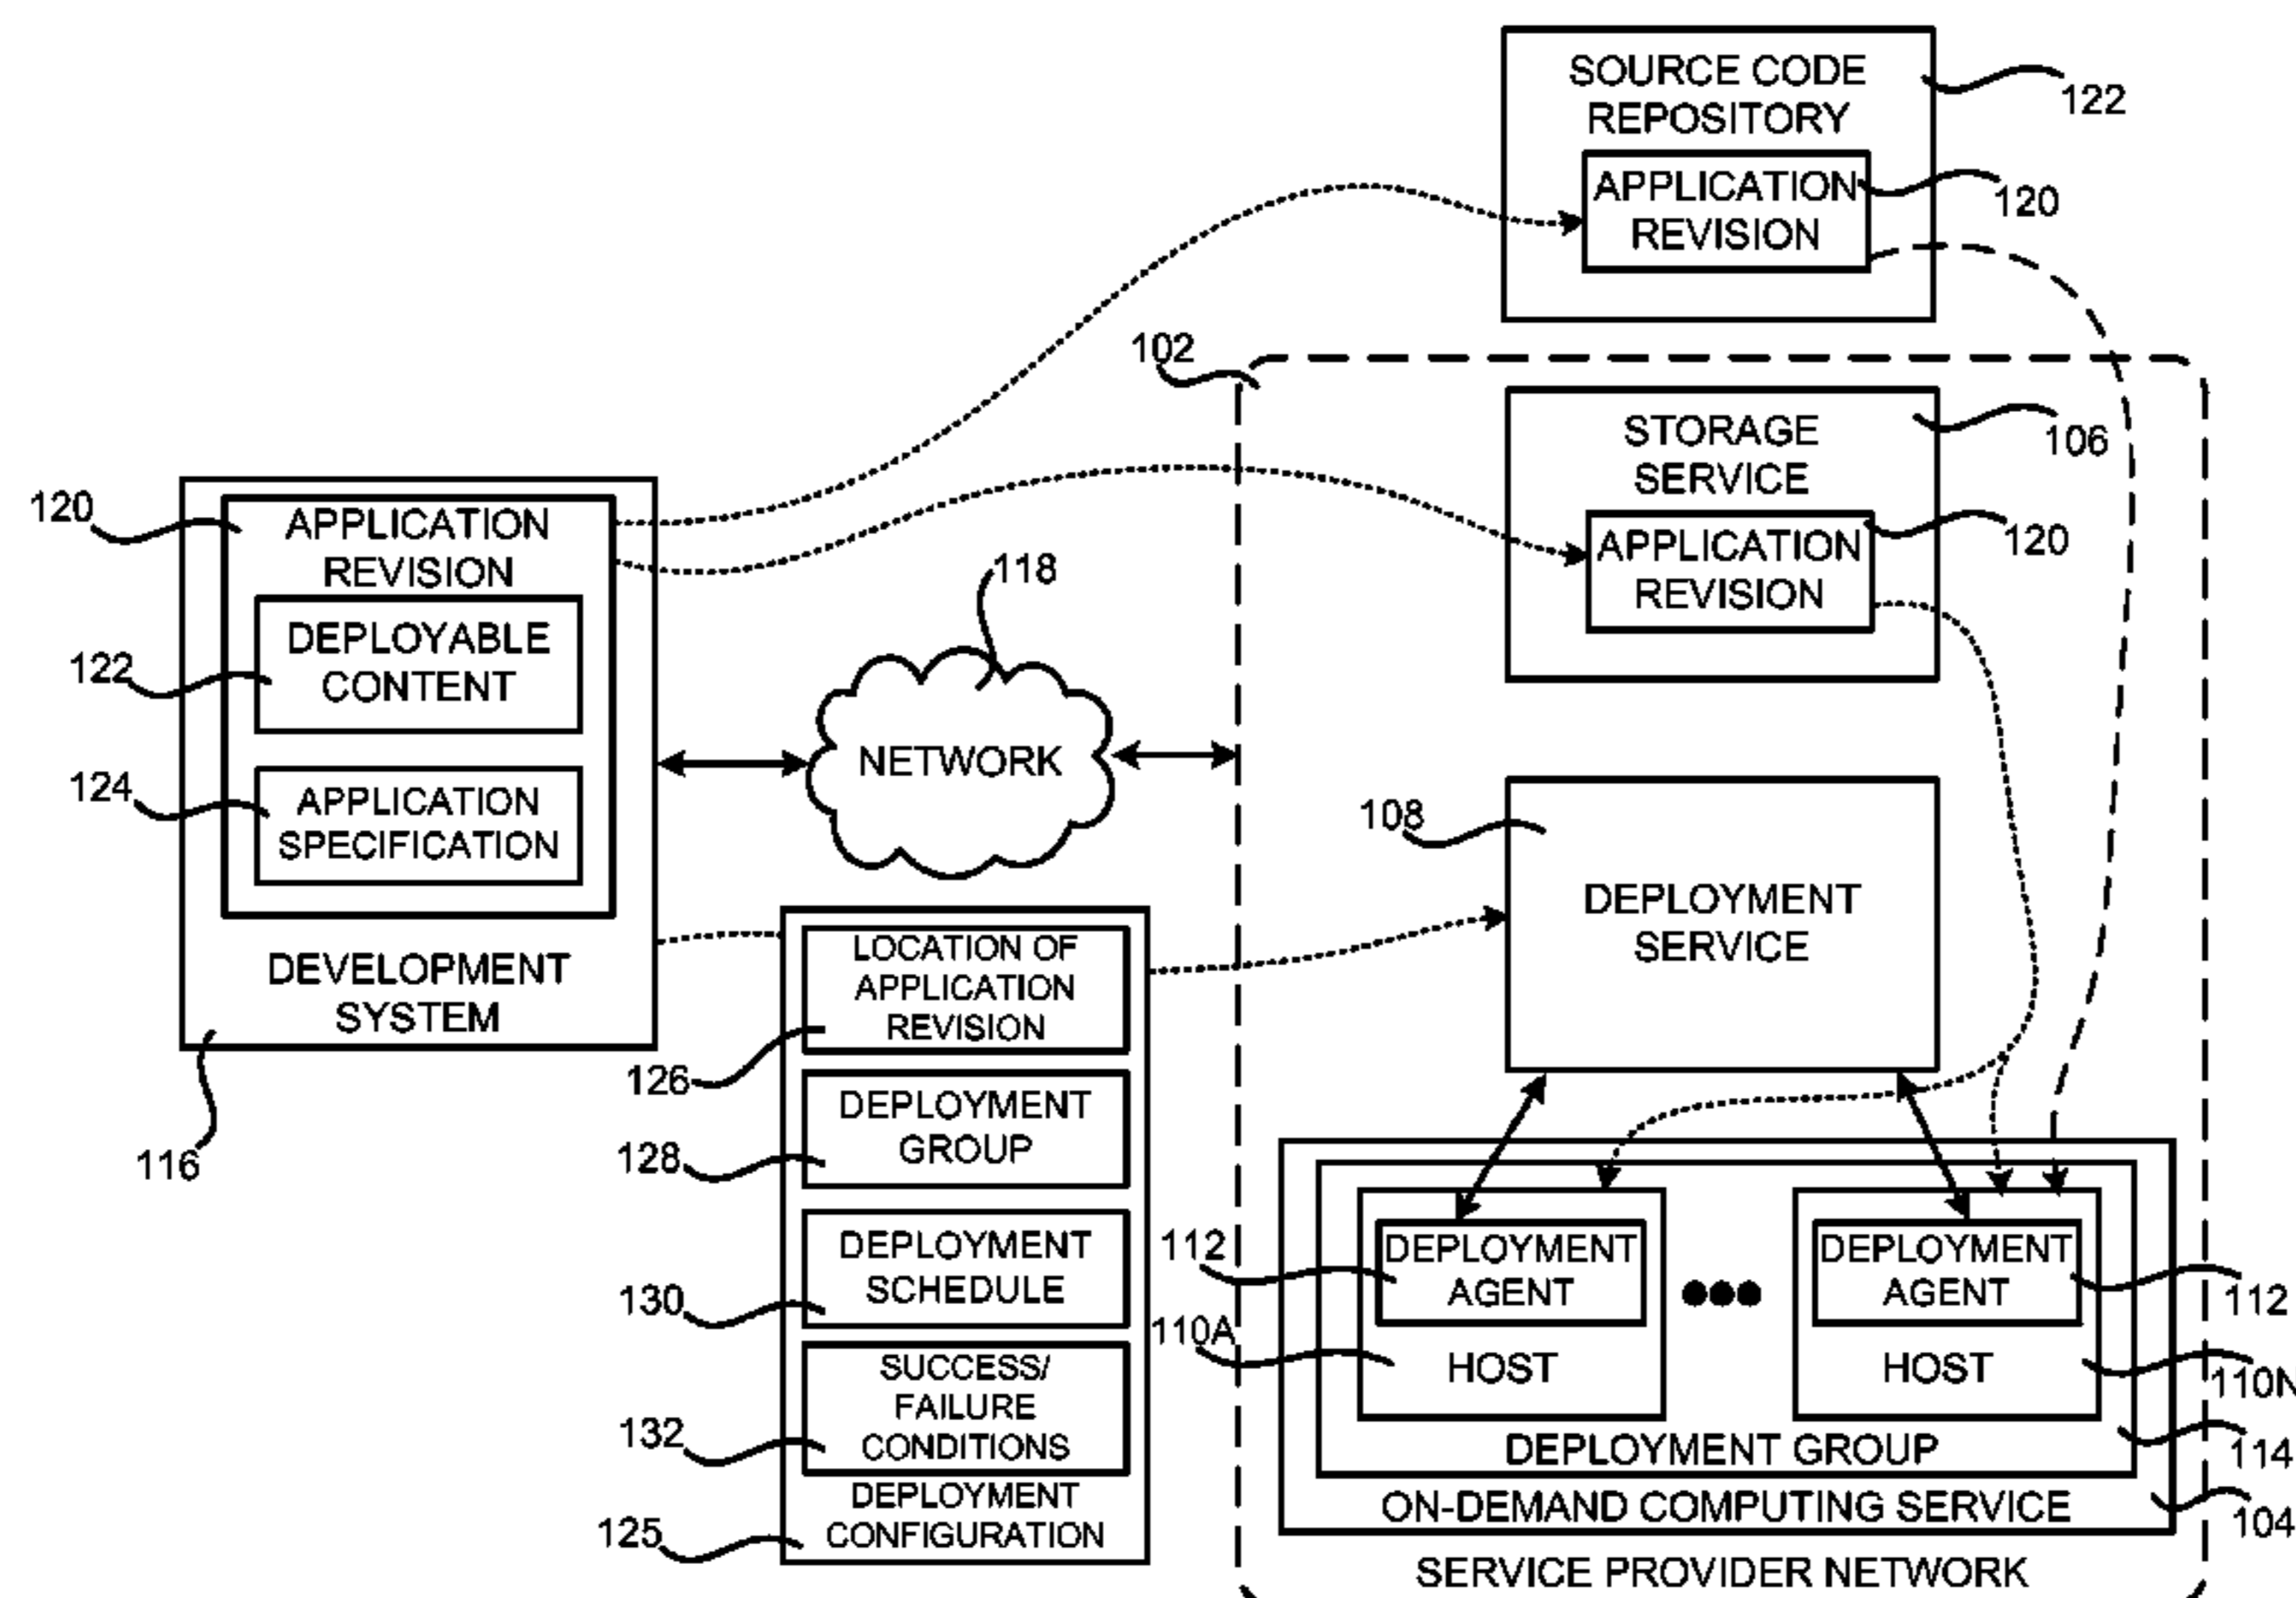 SOURCE CODE
REPOSITORY
122
APPLICATION
REVISION
120
102
STORAGE
SERVICE
106
APPLICATION
REVISION
120
120
APPLICATION
REVISION
DEPLOYABLE
CONTENT
122
APPLICATION
SPECIFICATION
124
DEVELOPMENT
SYSTEM
116
118
NETWORK
108
DEPLOYMENT
SERVICE
LOCATION OF
APPLICATION
REVISION
126
DEPLOYMENT
GROUP
128
DEPLOYMENT
SCHEDULE
130
SUCCESS/
FAILURE
CONDITIONS
132
DEPLOYMENT
CONFIGURATION
125
112
DEPLOYMENT
AGENT
110A
HOST
DEPLOYMENT
AGENT
112
HOST
110N
DEPLOYMENT GROUP
114
ON-DEMAND COMPUTING SERVICE
104
SERVICE PROVIDER NETWORK